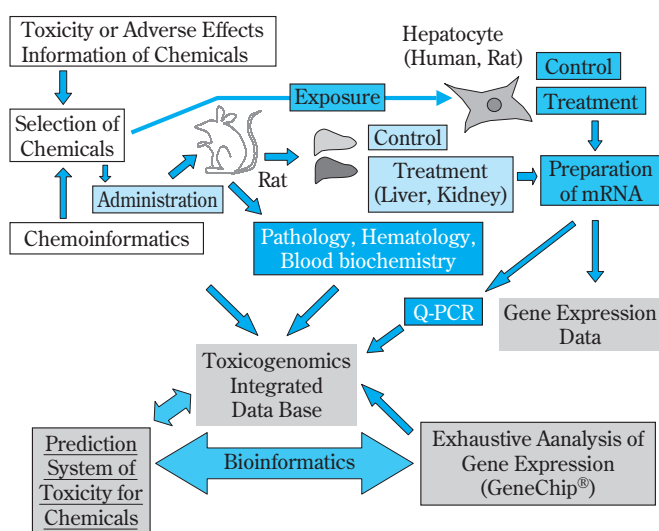 Toxicity or Adverse Effects
Information of Chemicals
Hepatocyte
(Human, Rat)
Control
Exposure
Treatment
Selection of
Chemicals
Control
Rat
Treatment
(Liver, Kidney)
Preparation
of mRNA
Administration
Chemoinformatics
Pathology, Hematology,
Blood biochemistry
Q-PCR
Gene Expression
Data
Toxicogenomics
Integrated
Data Base
Prediction
System of
Toxicity for
Chemicals
Bioinformatics
Exhaustive Aanalysis of
Gene Expression
(GeneChip®)